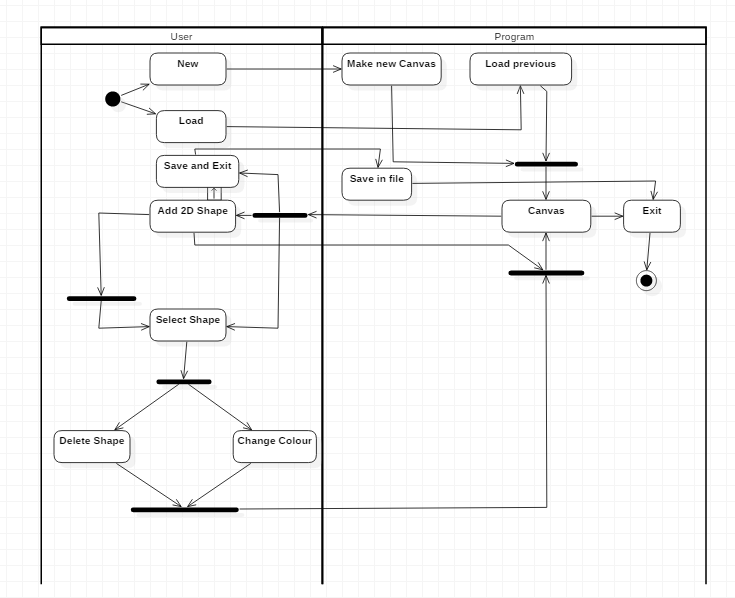 User
Program
New
Make new Canvas
Load previous
Load
Save and Exit
Save in file
Add 2D Shape
Canvas
Exit
Select Shape
Delete Shape
Change Colour